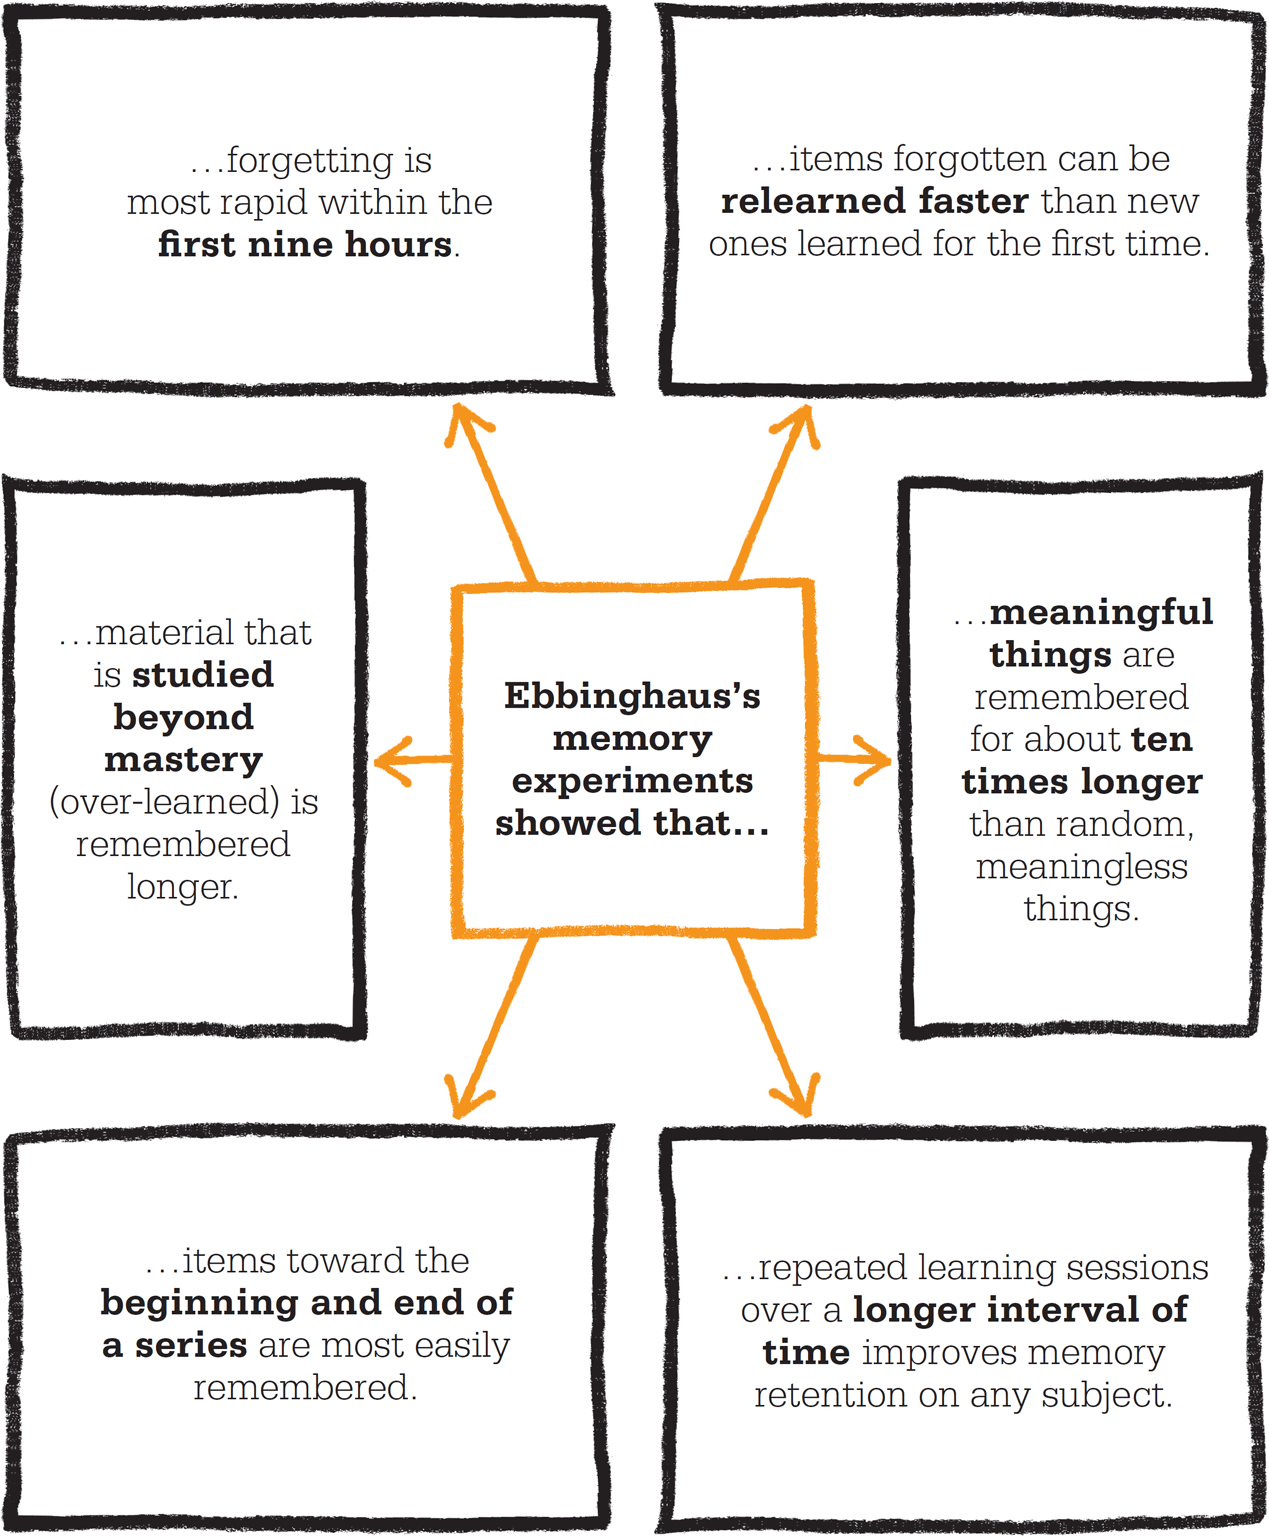 …forgetting is
most rapid within the
first nine hours.
…items forgotten can be
relearned faster than new
ones learned for the first time.
…material that
is studied
beyond
mastery
(over-learned) is
remembered
longer.
Ebbinghaus’s
memory
experiments
showed that…
…meaningful
things are
remembered
for about ten
times longer
than random,
meaningless
things.
…items toward the
beginning and end of
a series are most easily
remembered.
…repeated learning sessions
over a longer interval of
time improves memory
retention on any subject.